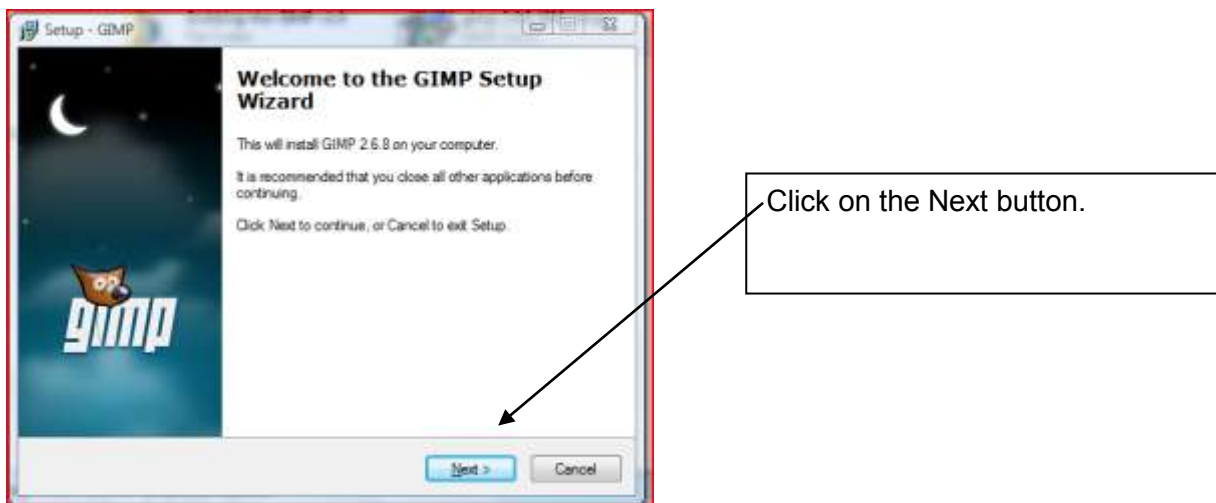 Setup - GIMP
Welcome to the GIMP Setup
Wizard
This will install GIMP 2.6.8 on your computer.
It is recommended that you close all other applications before
continuing.
Click Next to continue, or Cancel to exit Setup.
gimp
Next >
Cancel
Click on the Next button.